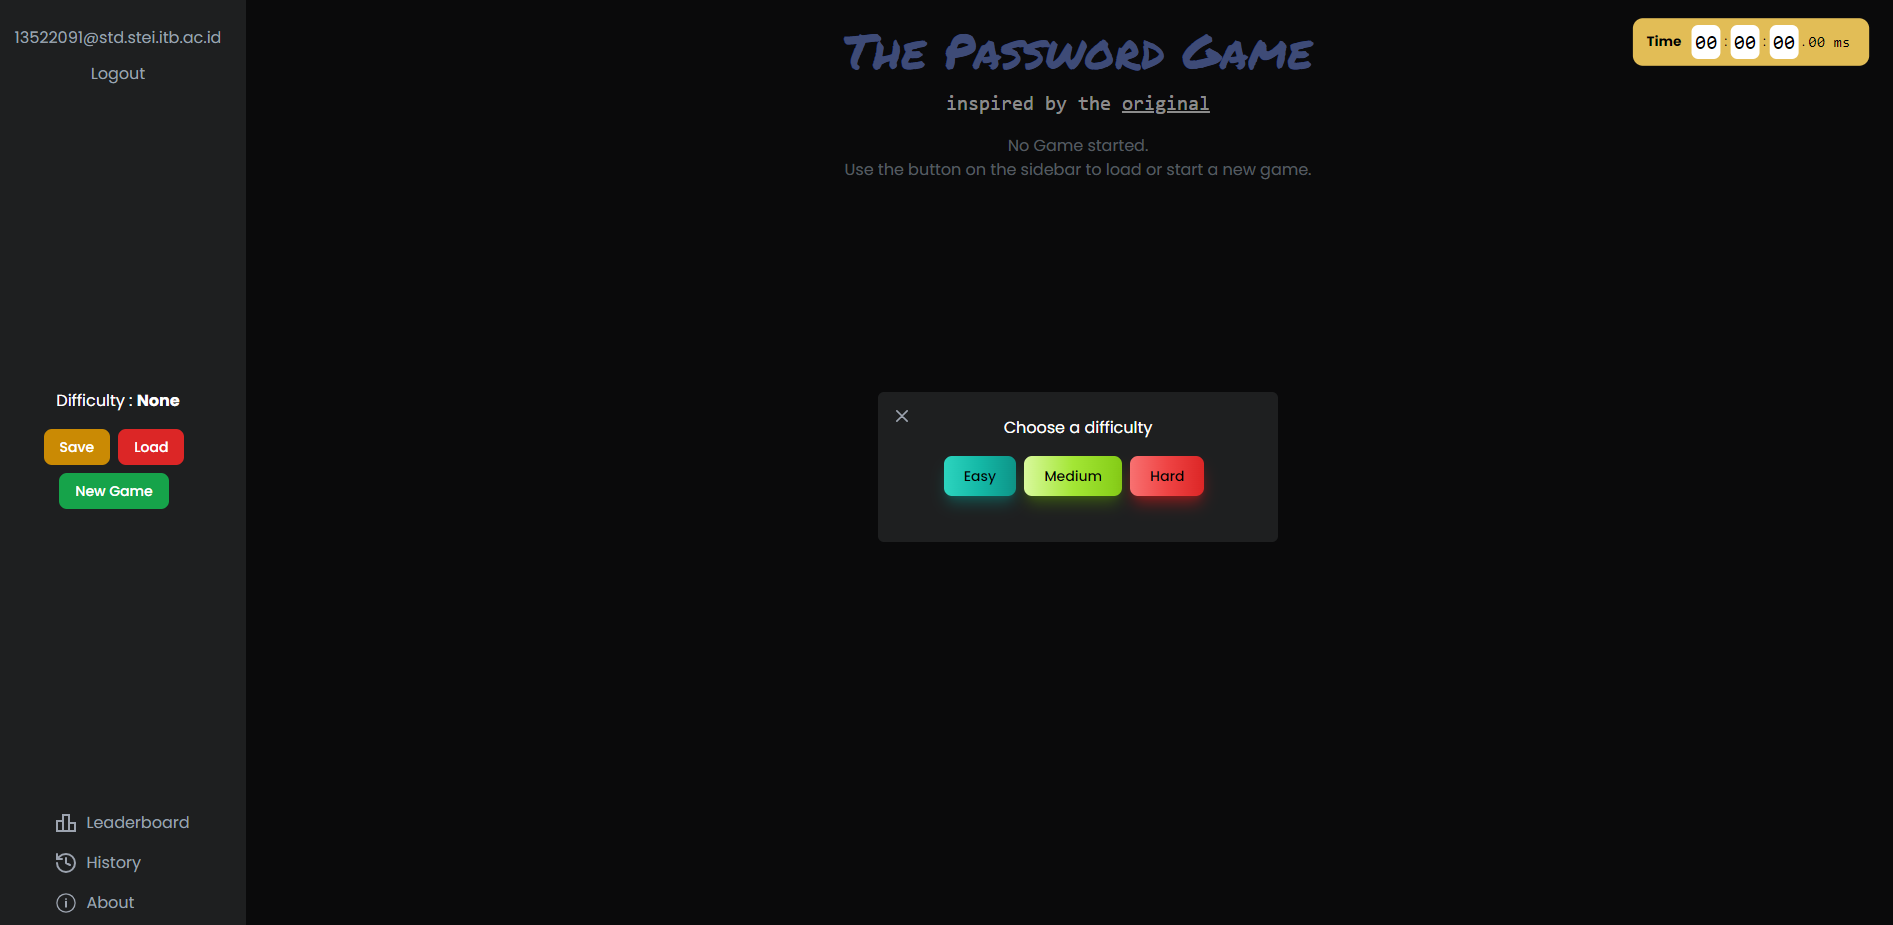 13522091@std.stei.itb.ac.id
Logout
Difficulty : None
Save Load
New Game
Leaderboard
History
About
The Password Game
inspired by the original
No Game started.
Use the button on the sidebar to load or start a new game.
Time 00 : 00 : 00 .00 ms
Choose a difficulty
Easy Medium Hard